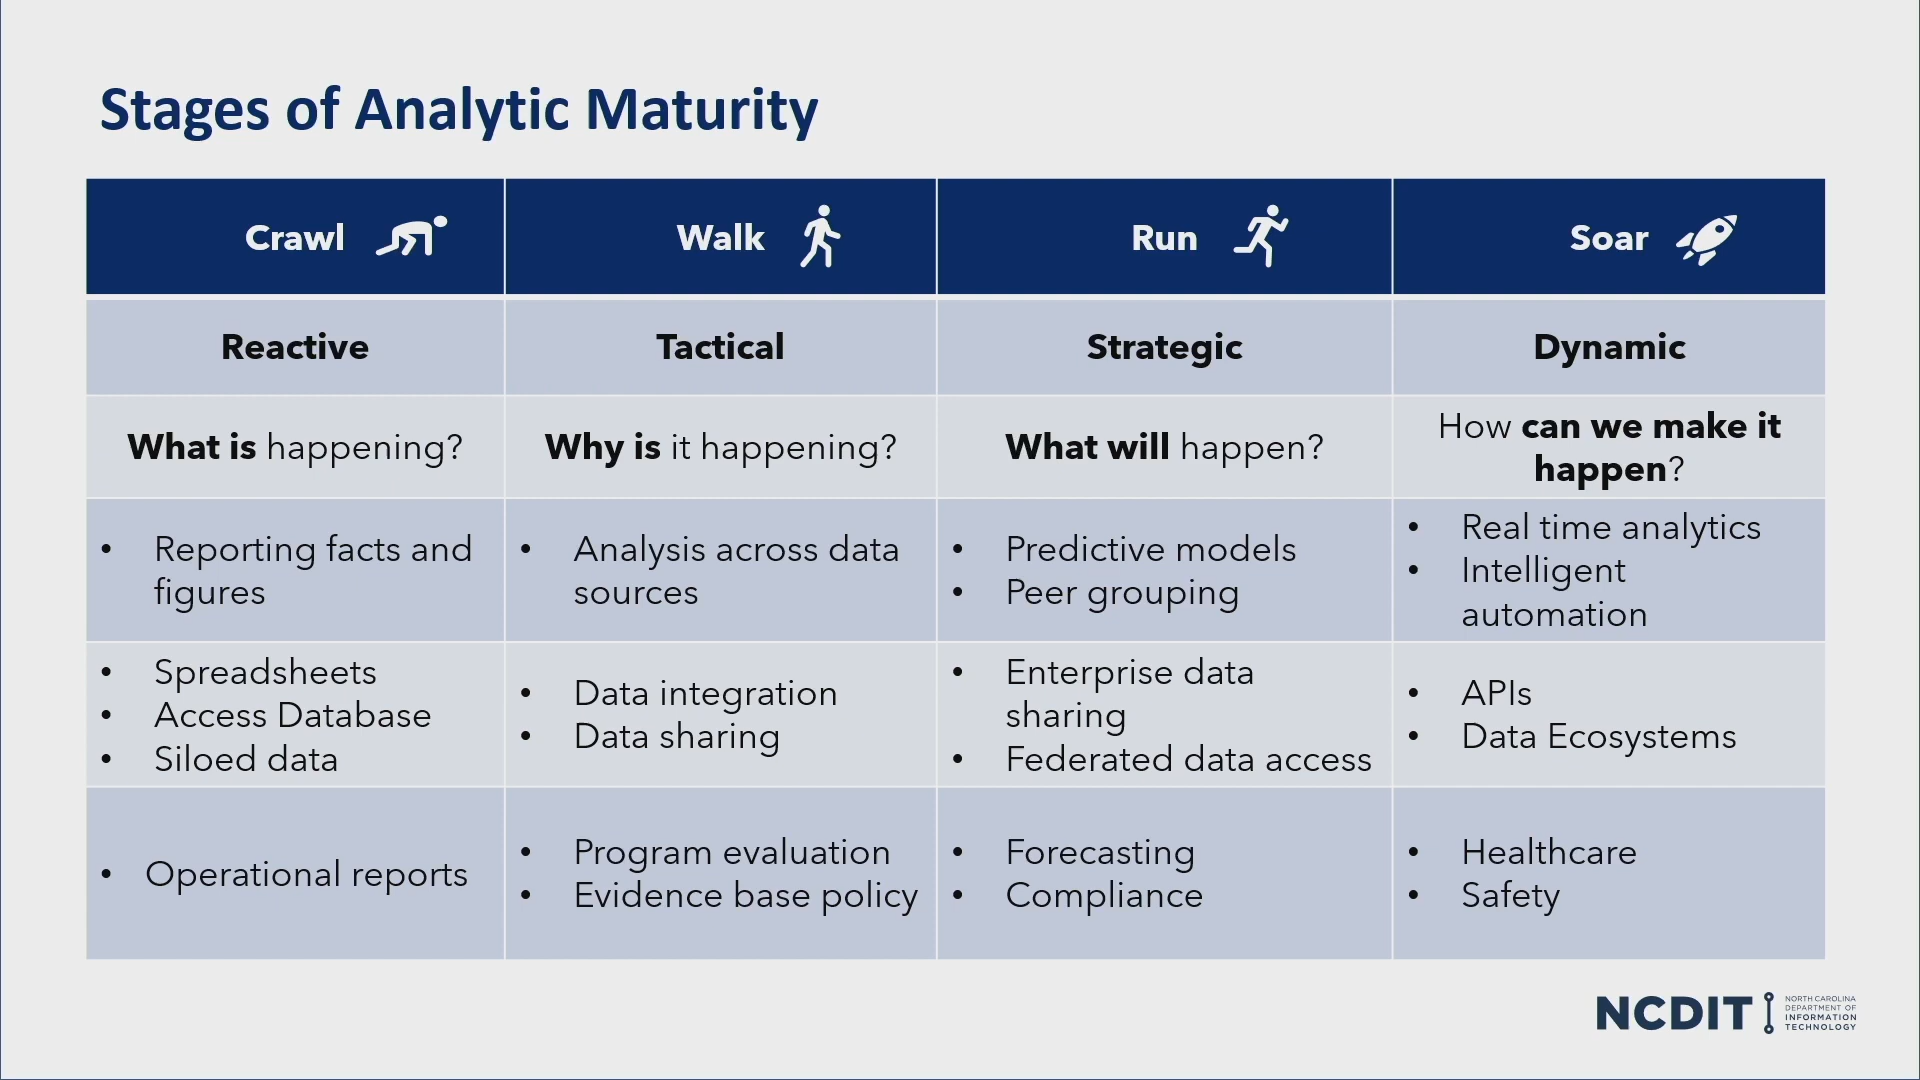 Stages of Analytic Maturity
Crawl
Walk
Run
Soar
Reactive
Tactical
Strategic
Dynamic
What is happening?
Why is it happening?
What will happen?
How can we make it
happen?
• Reporting facts and
figures
• Analysis across data
sources
• Predictive models
• Peer grouping
• Real time analytics
• Intelligent
automation
• Spreadsheets
• Access Database
• Siloed data
• Data integration
• Data sharing
• Enterprise data
sharing
• Federated data access
• APIs
• Data Ecosystems
• Operational reports
• Program evaluation
• Evidence base policy
• Forecasting
• Compliance
• Healthcare
• Safety
NCDIT
NORTH CAROLINA
DEPARTMENT OF
INFORMATION
TECHNOLOGY